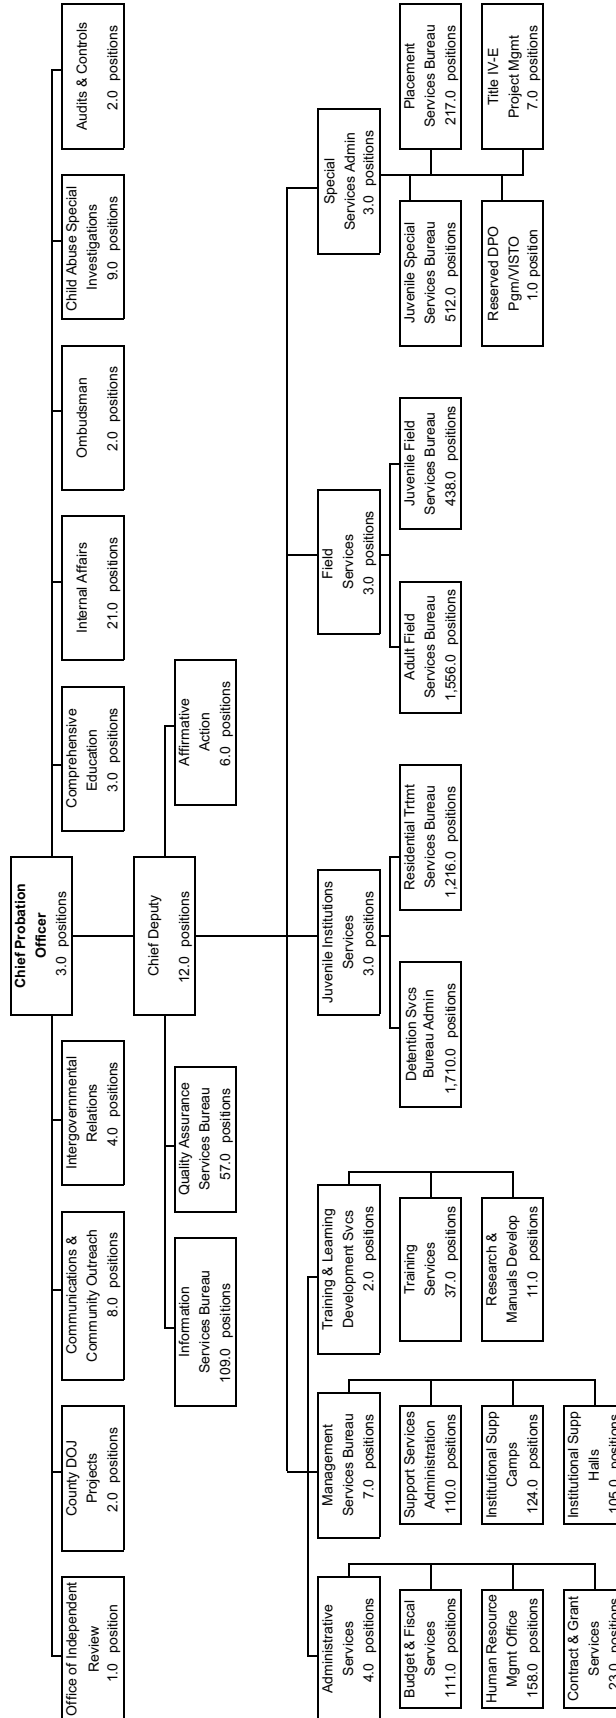 Chief Probation
Officer
3.0 positions
Office of Independent
Review
1.0 position
County DOJ
Projects
2.0 positions
Communications &
Community Outreach
8.0 positions
Intergovernmental
Relations
4.0 positions
Comprehensive
Education
3.0 positions
Internal Affairs
21.0 positions
Ombudsman
2.0 positions
Child Abuse Special
Investigations
9.0 positions
Audits & Controls
2.0 positions
Chief Deputy
12.0 positions
Information
Services Bureau
109.0 positions
Quality Assurance
Services Bureau
57.0 positions
Affirmative
Action
6.0 positions
Administrative
Services
4.0 positions
Budget & Fiscal
Services
111.0 positions
Human Resource
Mgmt Office
158.0 positions
Contract & Grant
Services
23.0 positions
Management
Services Bureau
7.0 positions
Support Services
Administration
110.0 positions
Institutional Supp
Camps
124.0 positions
Institutional Supp
Halls
105.0 positions
Training & Learning
Development Svcs
2.0 positions
Training
Services
37.0 positions
Research &
Manuals Develop
11.0 positions
Juvenile Institutions
Services
3.0 positions
Detention Svcs
Bureau Admin
1,710.0 positions
Residential Trtmt
Services Bureau
1,216.0 positions
Field
Services
3.0 positions
Adult Field
Services Bureau
1,556.0 positions
Juvenile Field
Services Bureau
438.0 positions
Special
Services Admin
3.0 positions
Juvenile Special
Services Bureau
512.0 positions
Placement
Services Bureau
217.0 positions
Reserved DPO
Pgm/VISTO
1.0 position
Title IV-E
Project Mgmt
7.0 positions